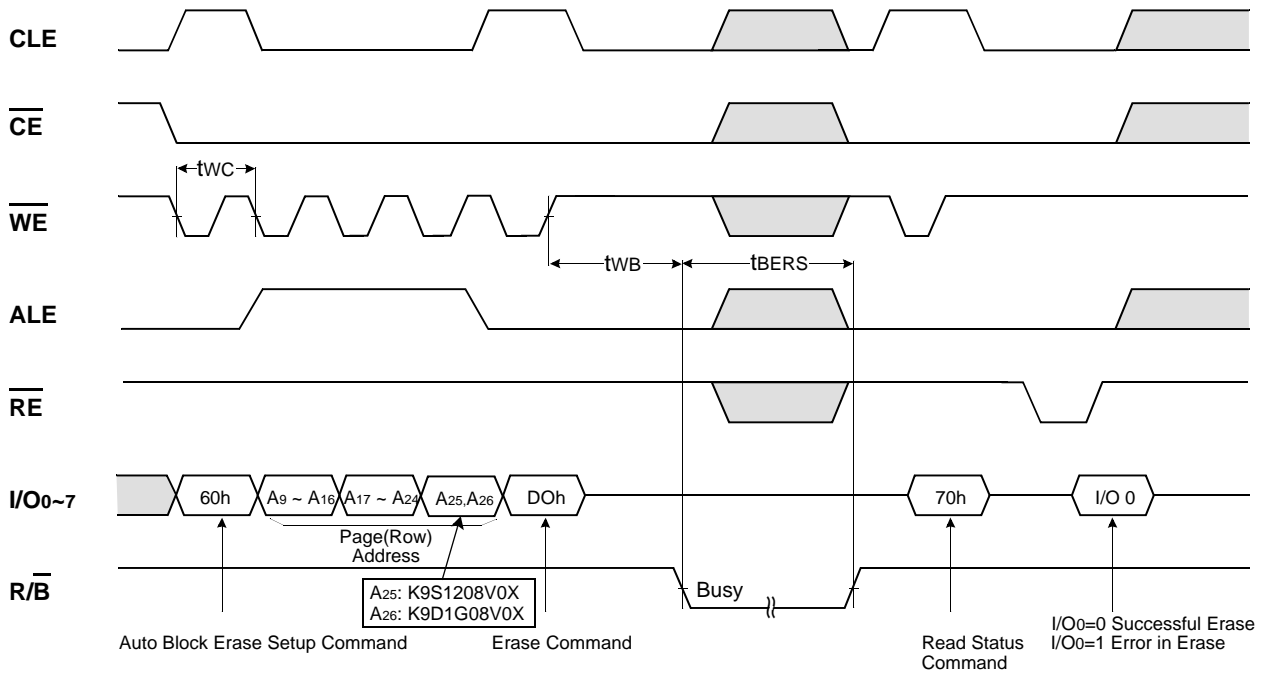 CLE
CE
tWC
WE
tWB
tBERS
ALE
RE
I/O0~7
60h
A9 ~ A16
A17 ~ A24
A25,A26
DOh
70h
I/O 0
Page(Row)
Address
R/B
A25: K9S1208V0X
A26: K9D1G08V0X
Busy
Auto Block Erase Setup Command
Erase Command
Read Status
Command
I/O0=0 Successful Erase
I/O0=1 Error in Erase